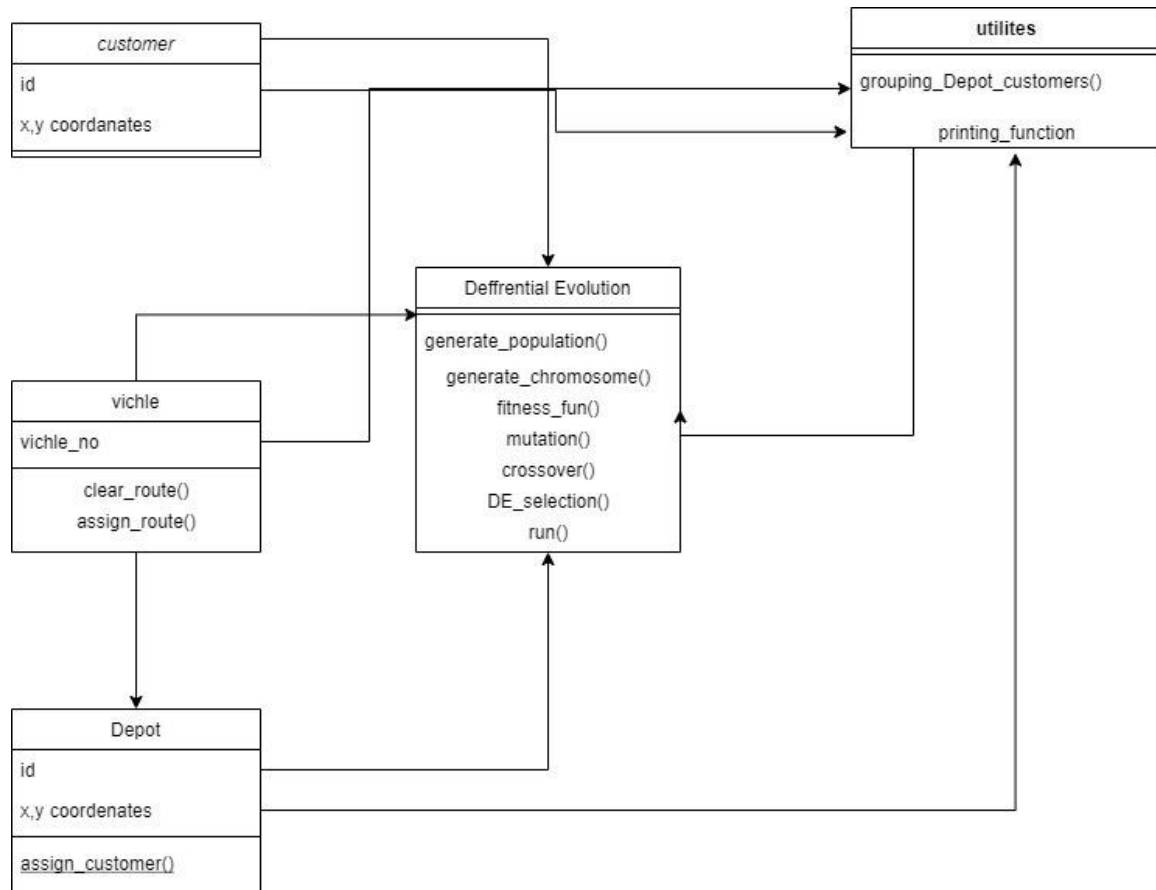 customer
id
x,y coordanates
utilites
grouping_Depot_customers()
printing_function
Deffrential Evolution
generate_population()
generate_chromosome()
fitness_fun()
mutation()
crossover()
DE_selection()
run()
vichle
vichle_no
clear_route()
assign_route()
Depot
id
x,y coordenates
assign_customer()